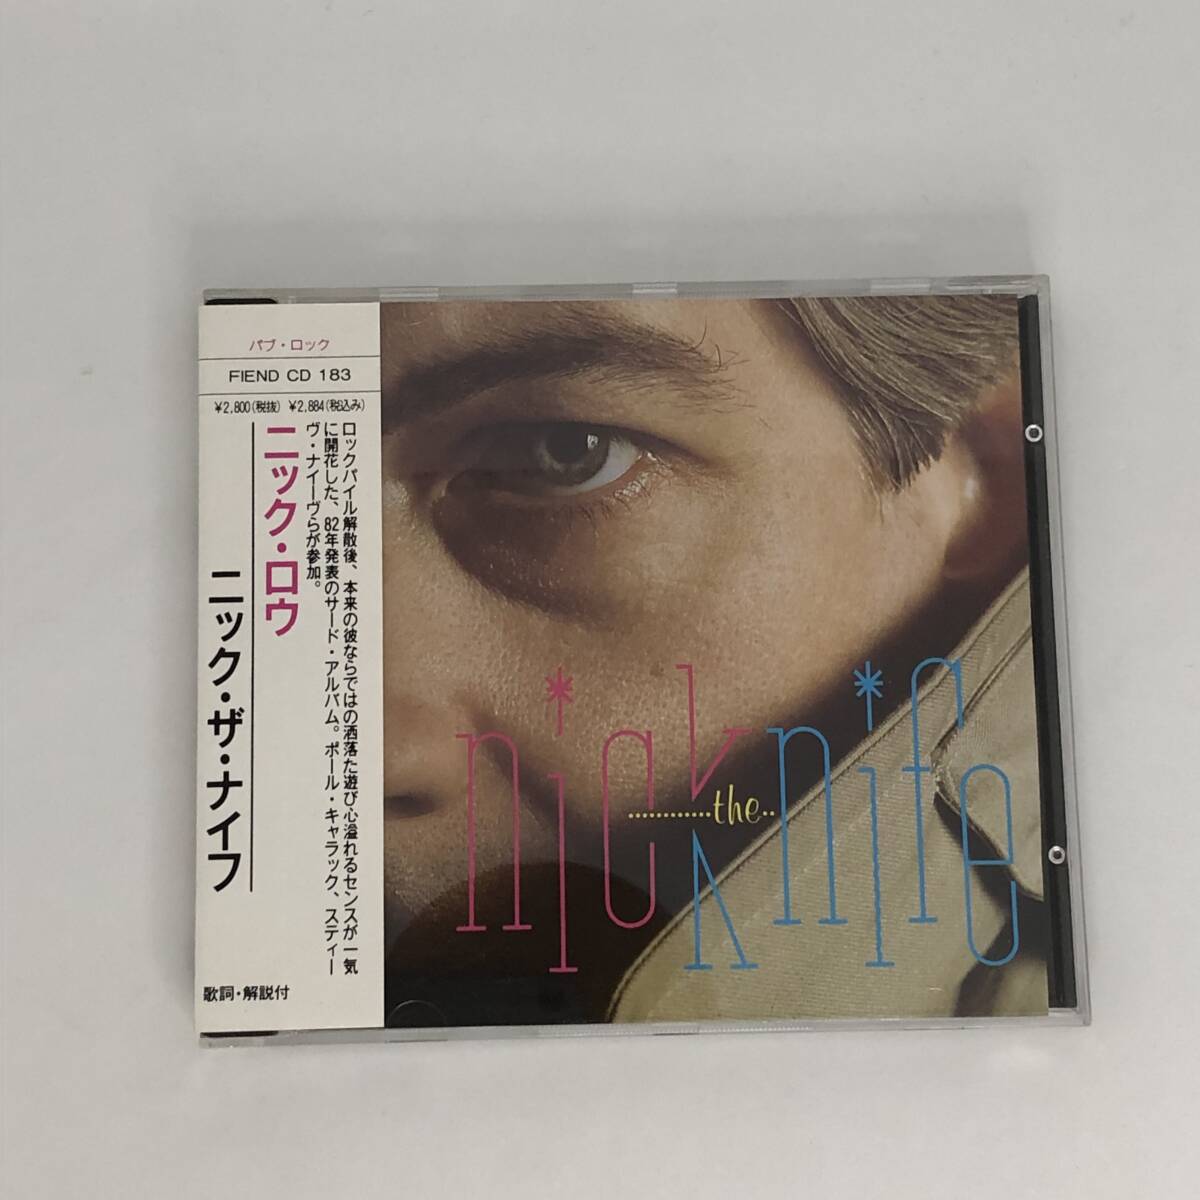 パブ・ロック
FIEND CD 183
¥2,800(税抜) ¥2,884(税込み)
ロックパイル解散後、本来の彼ならではの洒落た遊び心溢れるセンスが一気
に開花した、82年発表のサード・アルバム。ポール・キャラック、スティー
ヴ・ナイーヴらが参加。
ニック・ロウ
ニック・ザ・ナイフ
歌詞・解説付
nick
the
knife